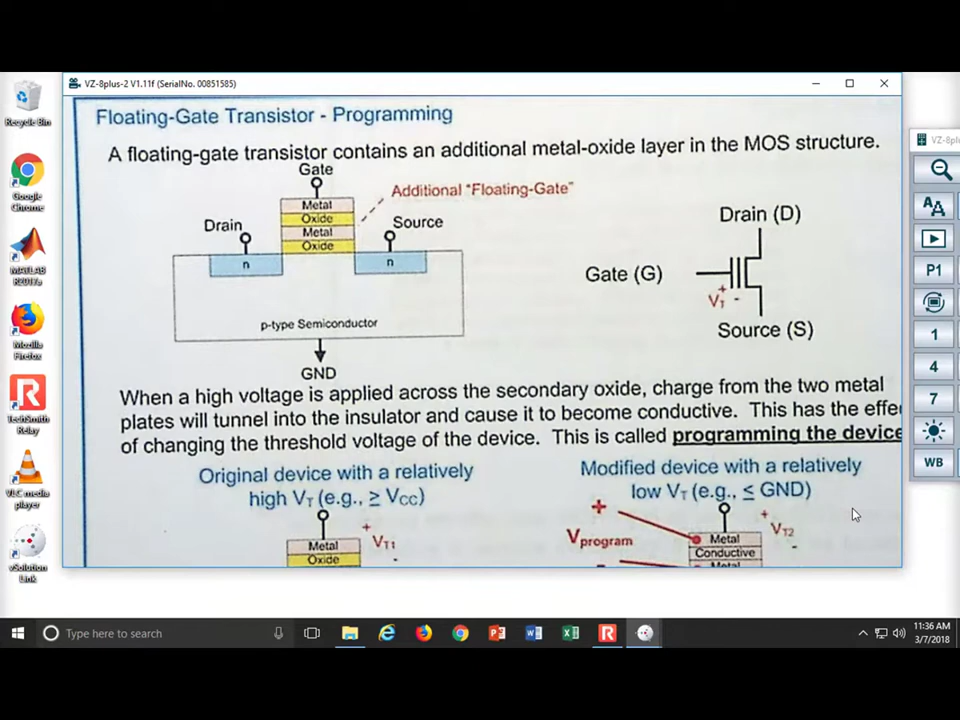 VZ-8plus-2 V1.11f (SerialNo. 00851585)
Recycle Bin
Google
Chrome
MATLAB
R2017a
Mozilla
Firefox
TechSmith
Relay
VLC media
player
vSolution
Link
Floating-Gate Transistor - Programming
A floating-gate transistor contains an additional metal-oxide layer in the MOS structure.
Gate
Metal
Oxide
Metal
Oxide
Additional "Floating-Gate"
Drain
Source
n
n
p-type Semiconductor
GND
Drain (D)
Gate (G)
VT
+
-
Source (S)
When a high voltage is applied across the secondary oxide, charge from the two metal
plates will tunnel into the insulator and cause it to become conductive. This has the effe
of changing the threshold voltage of the device. This is called programming the device
Original device with a relatively
high VT (e.g., ≥ VCC)
+
VT1
-
Metal
Oxide
Modified device with a relatively
low VT (e.g., ≤ GND)
+
Vprogram
-
+
VT2
-
Metal
Conductive
Metal
VZ-8plu
AA
P1
1
4
7
WB
Type here to search
11:36 AM
3/7/2018